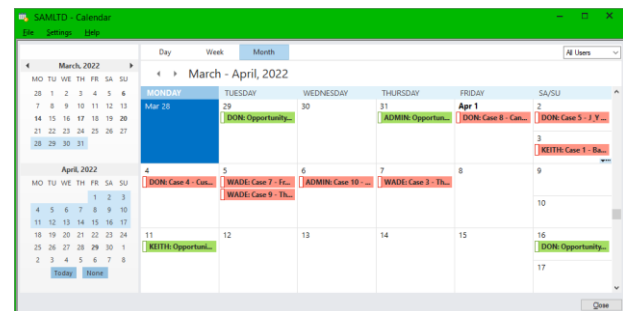 SAMLTD - Calendar
File Settings Help
Day Week Month All Users
March, 2022
MO TU WE TH FR SA SU
28 1 2 3 4 5 6
7 8 9 10 11 12 13
14 15 16 17 18 19 20
21 22 23 24 25 26 27
28 29 30 31
April, 2022
MO TU WE TH FR SA SU
1 2 3
4 5 6 7 8 9 10
11 12 13 14 15 16 17
18 19 20 21 22 23 24
25 26 27 28 29 30 1
2 3 4 5 6 7 8
Today None
March - April, 2022
MONDAY TUESDAY WEDNESDAY THURSDAY FRIDAY SA/SU
Mar 28 29 30 31 Apr 1 2
DON: Opportunity... ADMIN: Opportun... DON: Case 8 - Can... DON: Case 5 - J_Y ...
3
KEITH: Case 1 - Ba...
4 5 6 7 8 9
DON: Case 4 - Cus... WADE: Case 7 - Fc... ADMIN: Case 10 - ... WADE: Case 3 - Th...
WADE: Case 9 - Th...
10
11 12 13 14 15 16
KEITH: Opportuni... DON: Opportunity...
17
Close